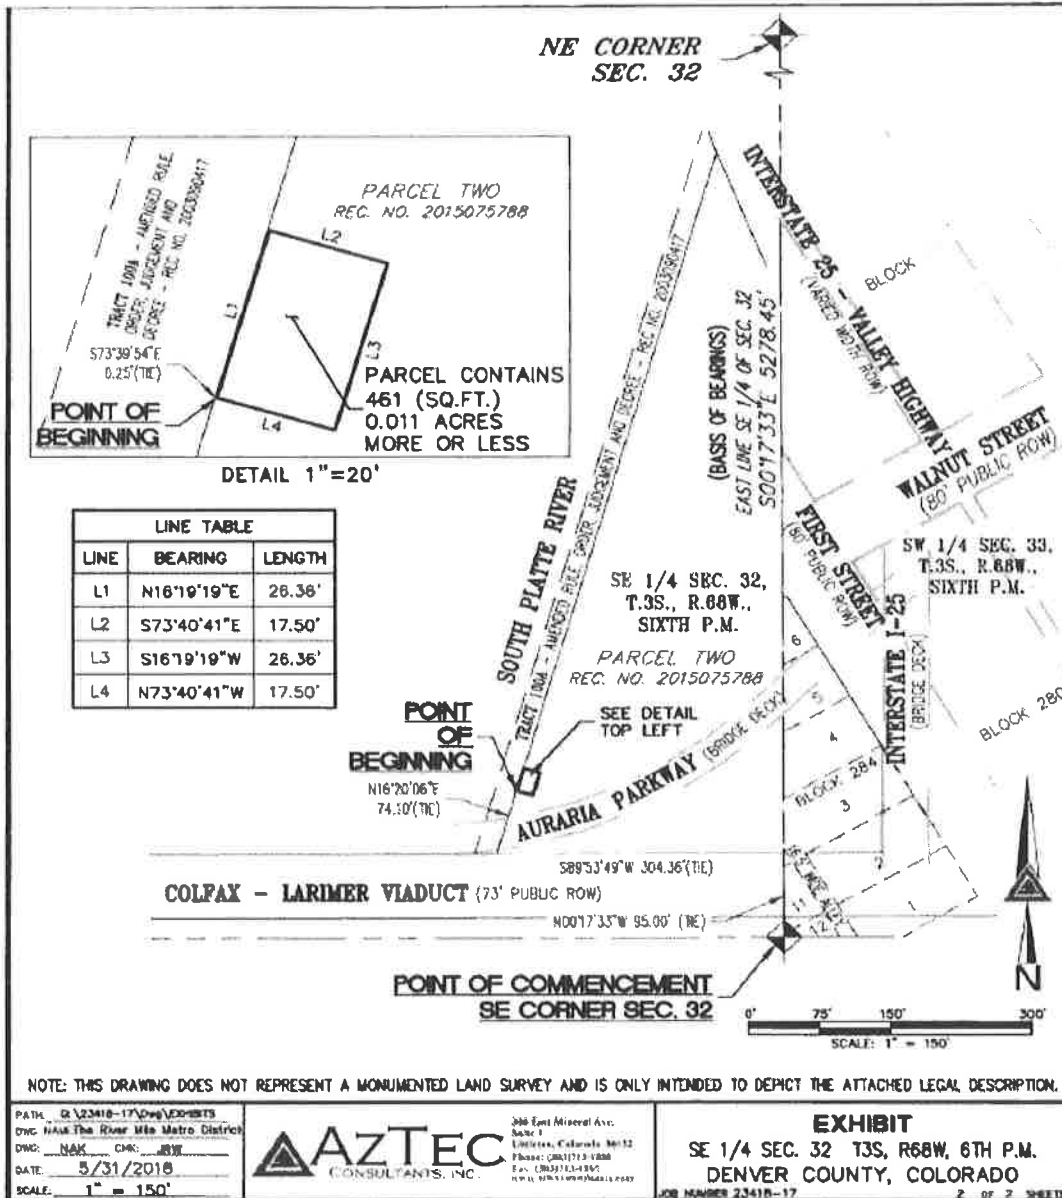 NE CORNER
SEC. 32
TRACT 100A - AMENDED RULE,
ORDER, JUDGEMENT AND
DECREE - REC NO. 2003090417
PARCEL TWO
REC. NO. 2015075788
L2
L1
L3
L4
S73°39'54"E
0.25'(TIE)
POINT OF
BEGINNING
PARCEL CONTAINS
461 (SQ.FT.)
0.011 ACRES
MORE OR LESS
DETAIL 1"=20'
LINE TABLE
LINE BEARING LENGTH
L1 N16°19'19"E 26.36'
L2 S73°40'41"E 17.50'
L3 S16°19'19"W 26.36'
L4 N73°40'41"W 17.50'
INTERSTATE 25 - VALLEY HIGHWAY
(VARIED WIDTH ROW)
BLOCK
(BASIS OF BEARINGS)
EAST LINE SE 1/4 OF SEC. 32
S00°17'33"E 5278.45'
WALNUT STREET
(80' PUBLIC ROW)
FIRST STREET
(80' PUBLIC ROW)
SW 1/4 SEC. 33,
T.3S., R.68W.,
SIXTH P.M.
SOUTH PLATTE RIVER
TRACT 100A - AMENDED RULE, ORDER, JUDGEMENT AND DECREE - REC NO. 2003090417
SE 1/4 SEC. 32,
T.3S., R.68W.,
SIXTH P.M.
PARCEL TWO
REC. NO. 2015075788
INTERSTATE I-25
(BRIDGE DECK)
BLOCK 280
POINT
OF
BEGINNING
SEE DETAIL
TOP LEFT
N16°20'06"E
74.10'(TIE)
AURARIA PARKWAY (BRIDGE DECK)
6
5
4
BLOCK 284
3
2
1
11
12
S89°53'49"W 304.36'(TIE)
COLFAX - LARIMER VIADUCT (73' PUBLIC ROW)
N00°17'33"W 95.00' (TIE)
POINT OF COMMENCEMENT
SE CORNER SEC. 32
N
0' 75' 150' 300'
SCALE: 1" = 150'
NOTE: THIS DRAWING DOES NOT REPRESENT A MONUMENTED LAND SURVEY AND IS ONLY INTENDED TO DEPICT THE ATTACHED LEGAL DESCRIPTION.
PATH: Q:\23418-17\Dwg\EXHIBITS
DWG NAME: The River Mile Metro District
DWG: NAK CHK: JRW
DATE: 5/31/2018
SCALE: 1" = 150'
AZTEC
CONSULTANTS, INC.
300 East Mineral Ave.
Suite 1
Littleton, Colorado 80122
EXHIBIT
SE 1/4 SEC. 32 T3S, R68W, 6TH P.M.
DENVER COUNTY, COLORADO
JOB NUMBER 23418-17 2 OF 2 SHEETS